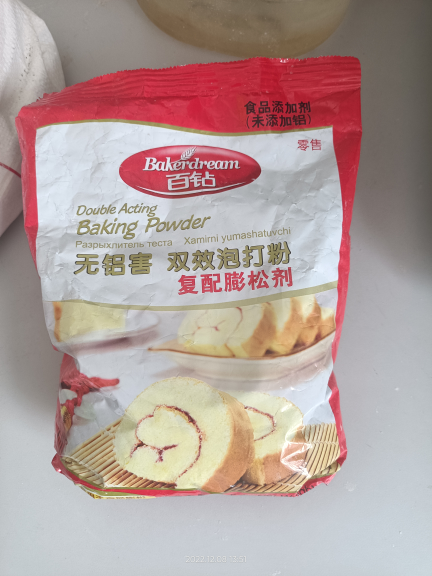 食品添加剂
(未添加铝)
零售
Bakerdream
百钻
Double Acting
Baking Powder
Разрыхлитель теста Xamirni yumashatuvchi
无铝害 双效泡打粉
复配膨松剂